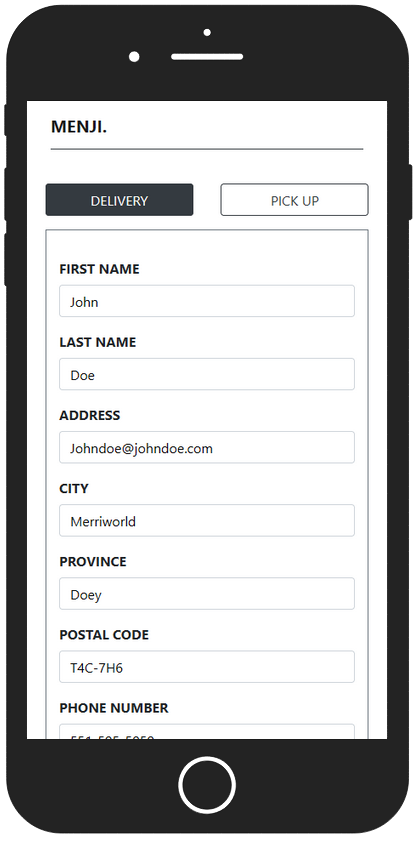 MENJI.
DELIVERY PICK UP
FIRST NAME
John
LAST NAME
Doe
ADDRESS
Johndoe@johndoe.com
CITY
Merriworld
PROVINCE
Doey
POSTAL CODE
T4C-7H6
PHONE NUMBER